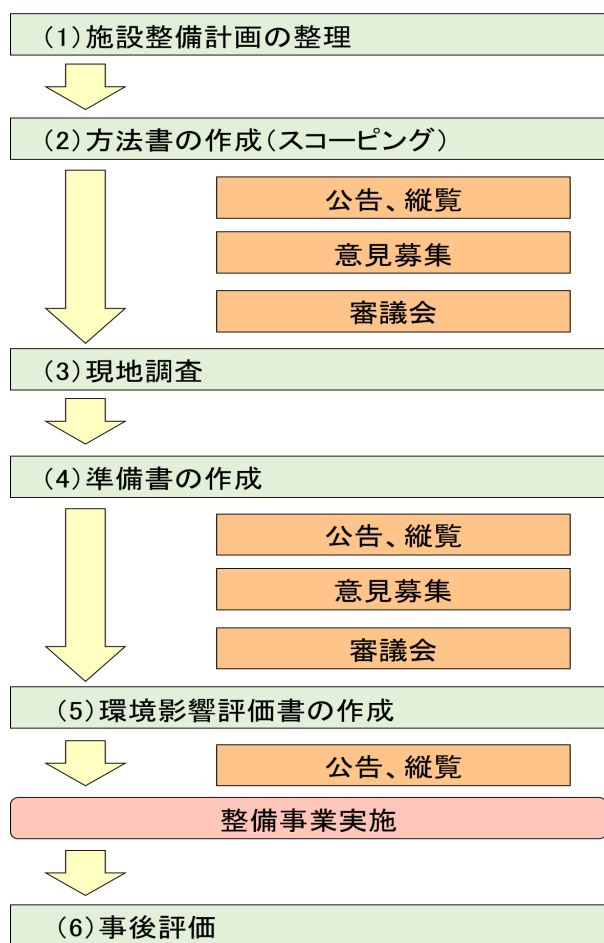 (1)施設整備計画の整理
(2)方法書の作成(スコーピング)
公告、縦覧
意見募集
審議会
(3)現地調査
(4)準備書の作成
公告、縦覧
意見募集
審議会
(5)環境影響評価書の作成
公告、縦覧
整備事業実施
(6)事後評価